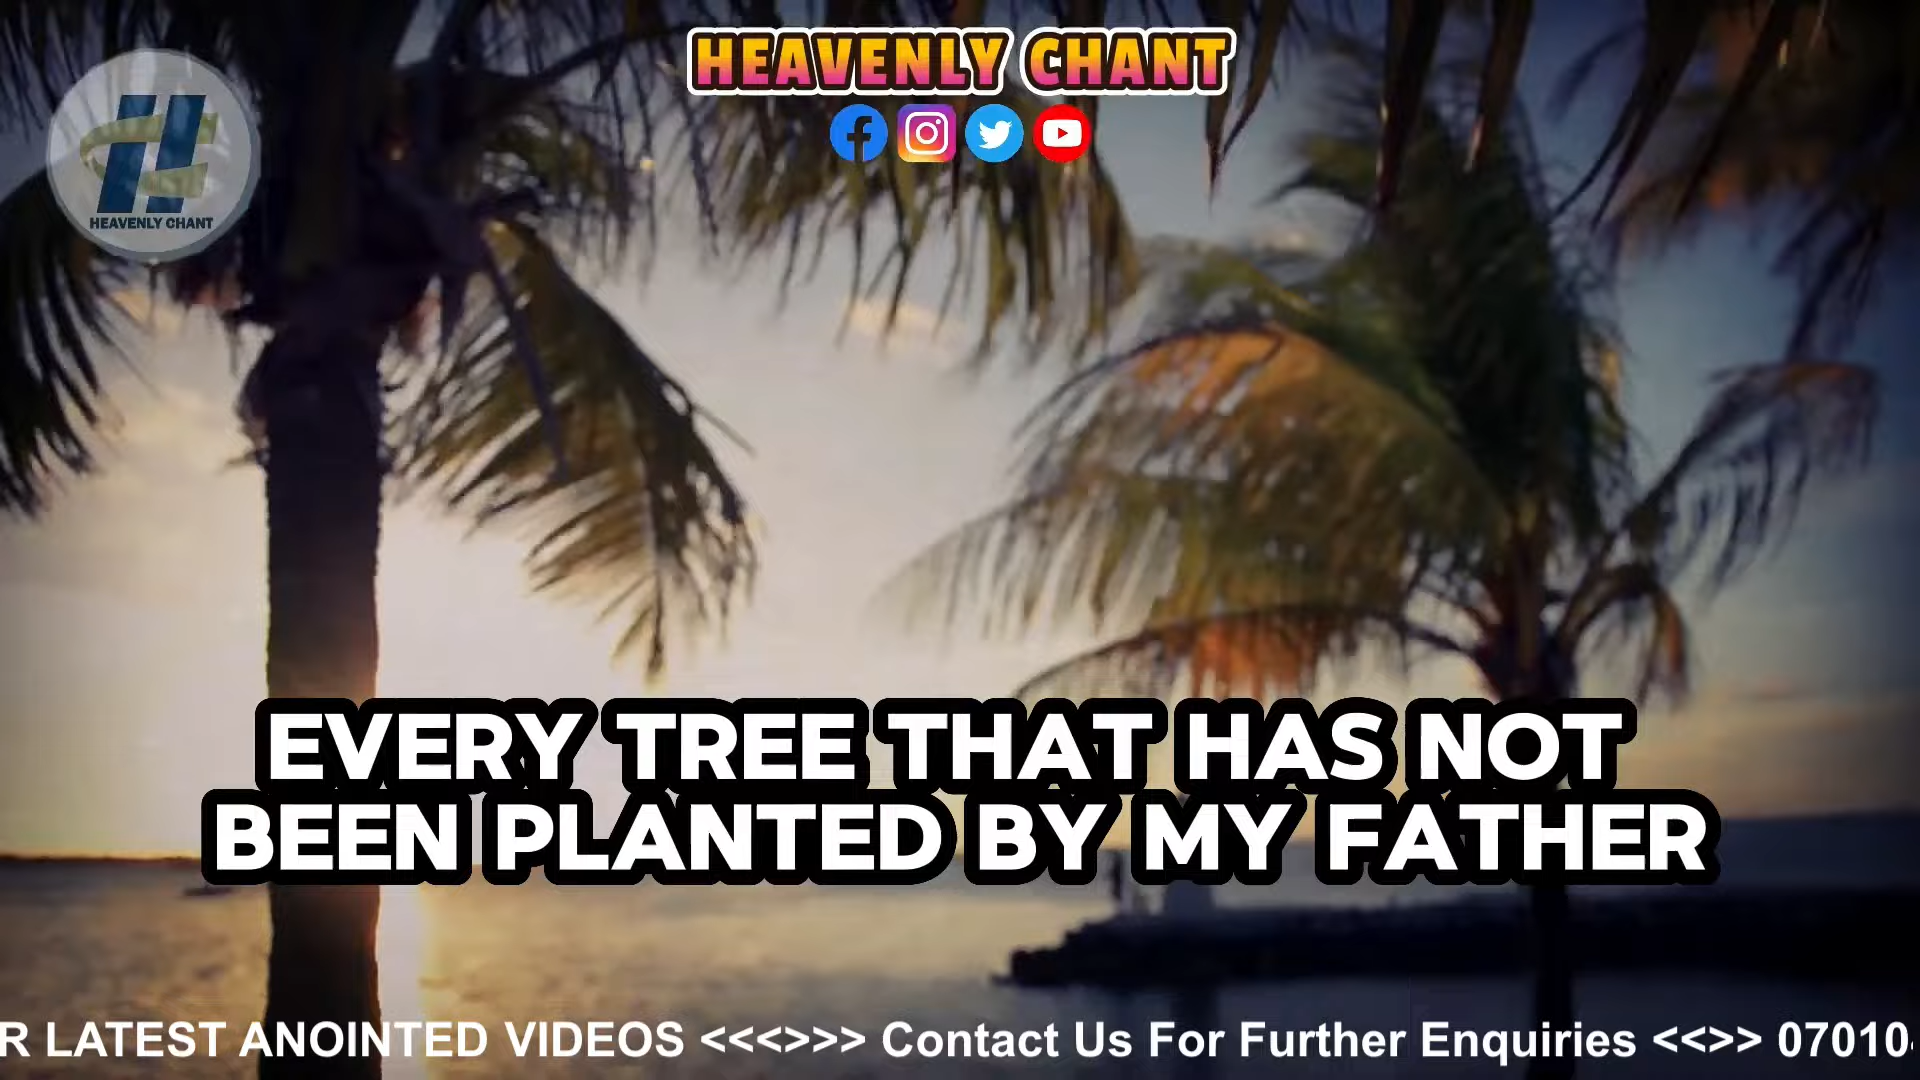 HEAVENLY CHANT
HEAVENLY CHANT
EVERY TREE THAT HAS NOT
BEEN PLANTED BY MY FATHER
R LATEST ANOINTED VIDEOS <<<>>> Contact Us For Further Enquiries <<>> 07010